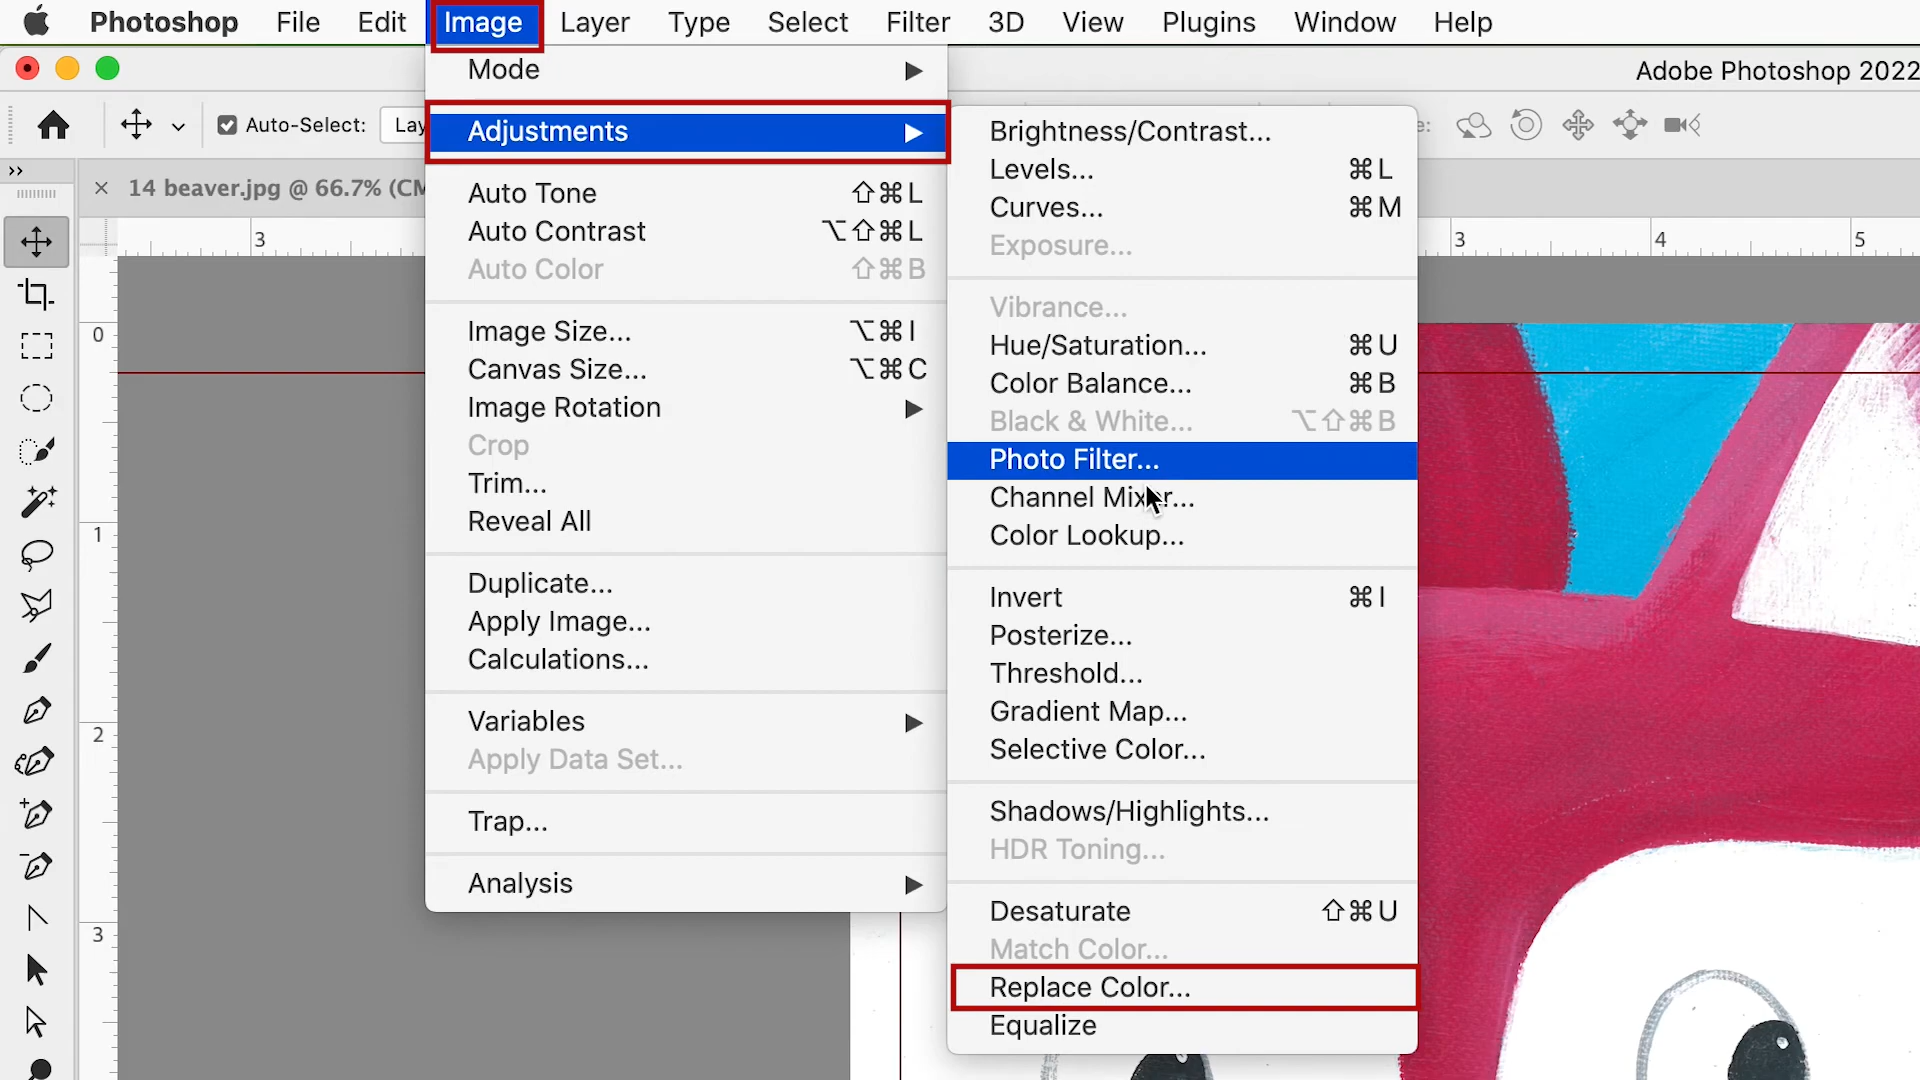 Photoshop File Edit Image Layer Type Select Filter 3D View Plugins Window Help
Adobe Photoshop 2022
Auto-Select: Lay
e:
14 beaver.jpg @ 66.7% (CM
3
3 4 5
0
1
2
3
Mode
Adjustments
Auto Tone ⇧⌘L
Auto Contrast ⌥⇧⌘L
Auto Color ⇧⌘B
Image Size... ⌥⌘I
Canvas Size... ⌥⌘C
Image Rotation
Crop
Trim...
Reveal All
Duplicate...
Apply Image...
Calculations...
Variables
Apply Data Set...
Trap...
Analysis
Brightness/Contrast...
Levels... ⌘L
Curves... ⌘M
Exposure...
Vibrance...
Hue/Saturation... ⌘U
Color Balance... ⌘B
Black & White... ⌥⇧⌘B
Photo Filter...
Channel Mixer...
Color Lookup...
Invert ⌘I
Posterize...
Threshold...
Gradient Map...
Selective Color...
Shadows/Highlights...
HDR Toning...
Desaturate ⇧⌘U
Match Color...
Replace Color...
Equalize